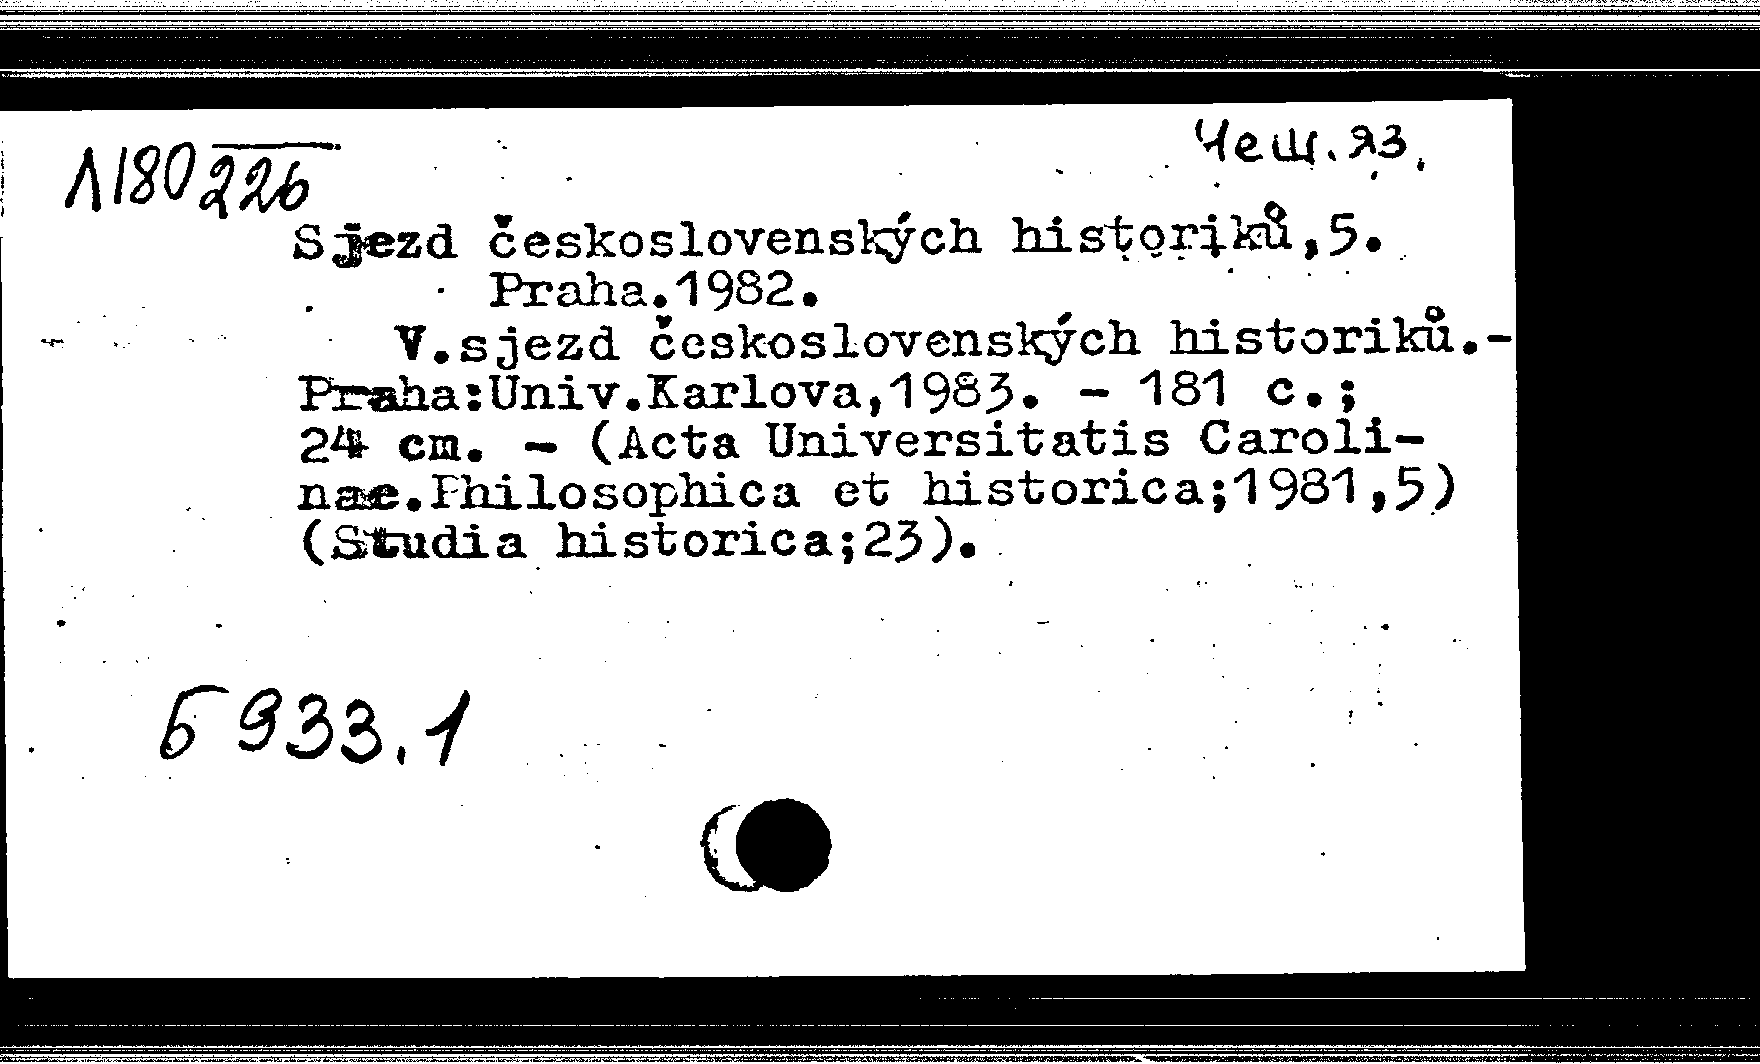 Л180 226
Чеш. яз.
Sjezd československých historiků,5.
Praha.1982.
V.sjezd československých historiků.-
Praha:Univ.Karlova,1983. - 181 c.;
24 cm. - (Acta Universitatis Caroli-
nae.Philosophica et historica;1981,5)
(Studia historica;23).
Б 933.1